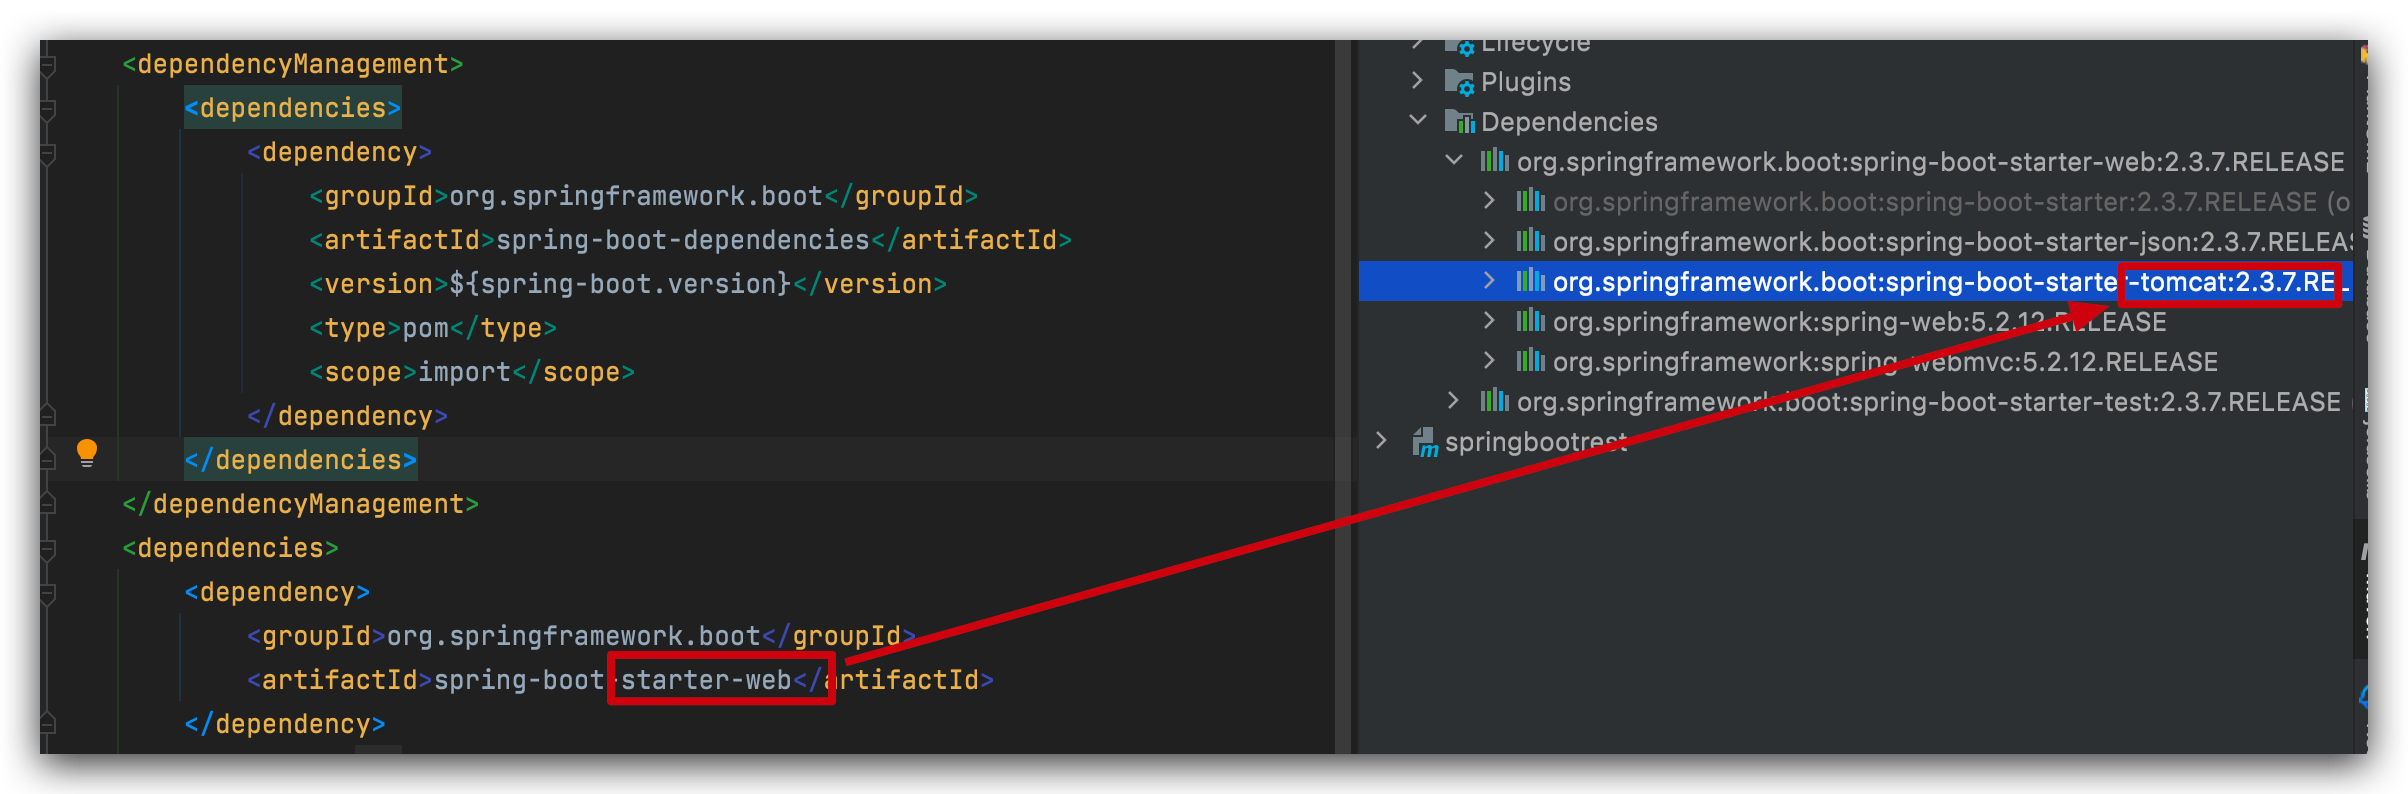 <dependencyManagement>
<dependencies>
<dependency>
<groupId>org.springframework.boot</groupId>
<artifactId>spring-boot-dependencies</artifactId>
<version>${spring-boot.version}</version>
<type>pom</type>
<scope>import</scope>
</dependency>
</dependencies>
</dependencyManagement>
<dependencies>
<dependency>
<groupId>org.springframework.boot</groupId>
<artifactId>spring-boot-starter-web</artifactId>
</dependency>
Lifecycle
Plugins
Dependencies
org.springframework.boot:spring-boot-starter-web:2.3.7.RELEASE
org.springframework.boot:spring-boot-starter:2.3.7.RELEASE (o
org.springframework.boot:spring-boot-starter-json:2.3.7.RELEAS
org.springframework.boot:spring-boot-starter-tomcat:2.3.7.REL
org.springframework:spring-web:5.2.12.RELEASE
org.springframework:spring-webmvc:5.2.12.RELEASE
org.springframework.boot:spring-boot-starter-test:2.3.7.RELEASE
springbootrest